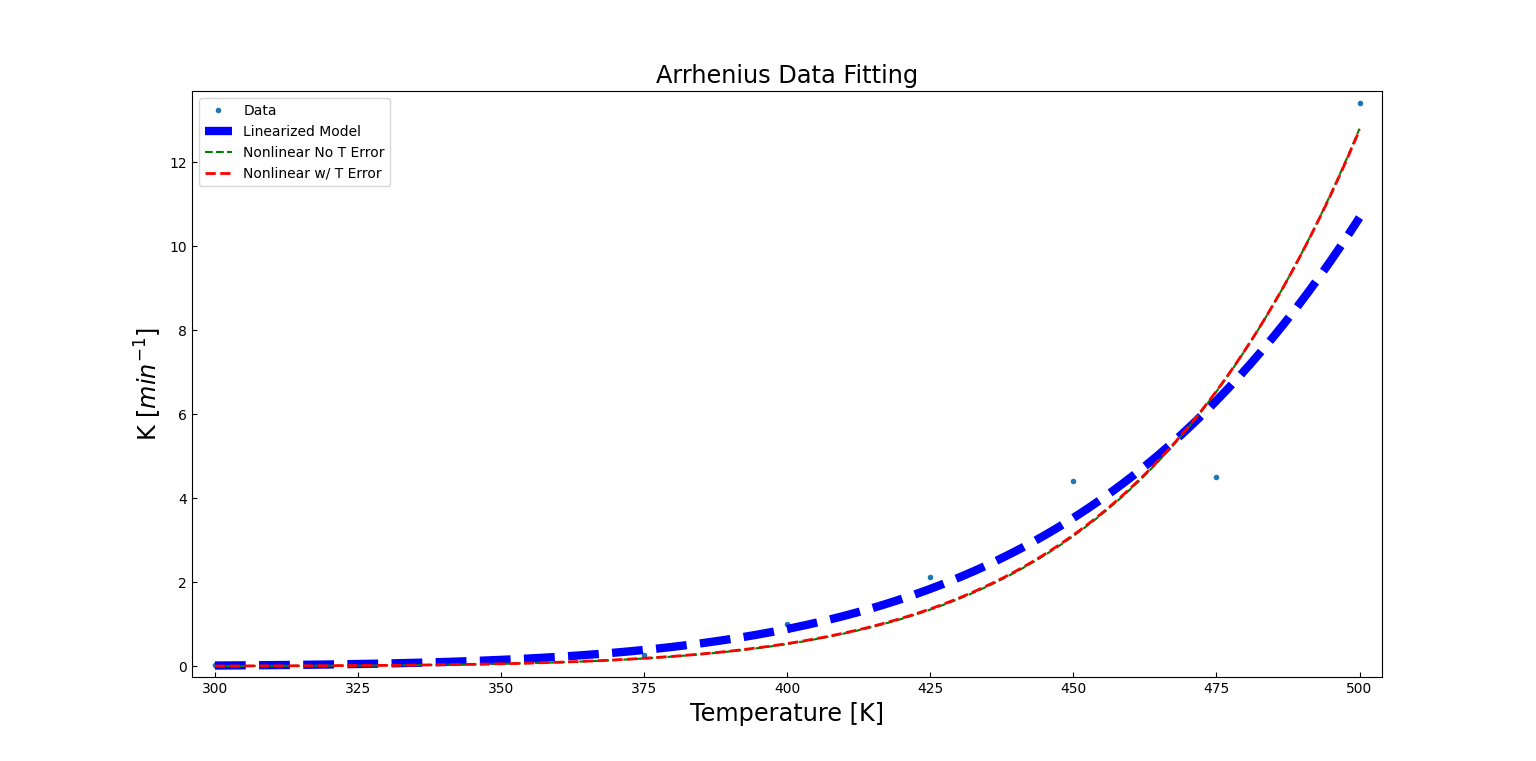 Arrhenius Data Fitting
Data
Linearized Model
Nonlinear No T Error
Nonlinear w/ T Error
K [min⁻¹]
12
10
8
6
4
2
0
300 325 350 375 400 425 450 475 500
Temperature [K]